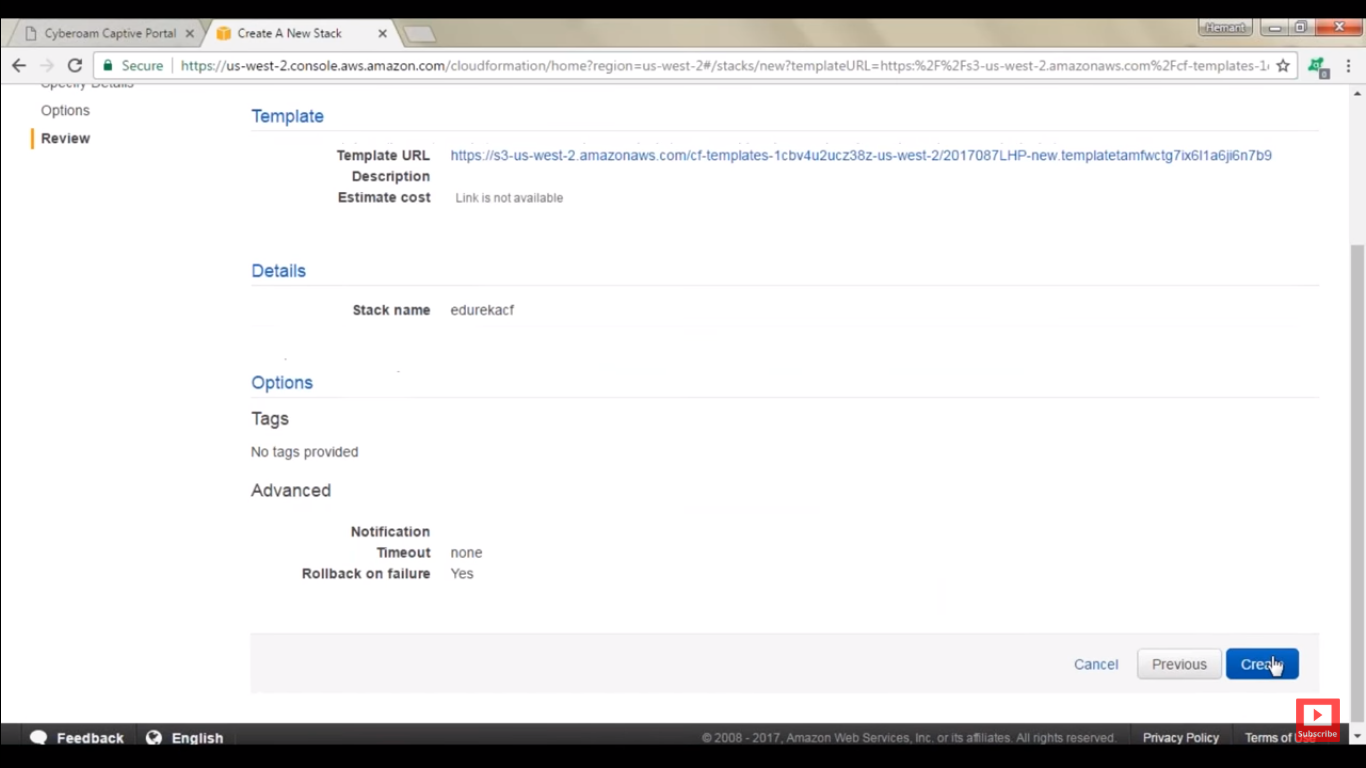 Cyberoam Captive Portal
Create A New Stack
Hemant
Secure https://us-west-2.console.aws.amazon.com/cloudformation/home?region=us-west-2#/stacks/new?templateURL=https:%2F%2Fs3-us-west-2.amazonaws.com%2Fcf-templates-1
Specify Details
Options
Review
Template
Template URL https://s3-us-west-2.amazonaws.com/cf-templates-1cbv4u2ucz38z-us-west-2/2017087LHP-new.templatetamfwctg7ix6l1a6ji6n7b9
Description
Estimate cost Link is not available
Details
Stack name edurekacf
Options
Tags
No tags provided
Advanced
Notification
Timeout none
Rollback on failure Yes
Cancel Previous Create
Feedback English © 2008 - 2017, Amazon Web Services, Inc. or its affiliates. All rights reserved. Privacy Policy Terms of Use
Subscribe